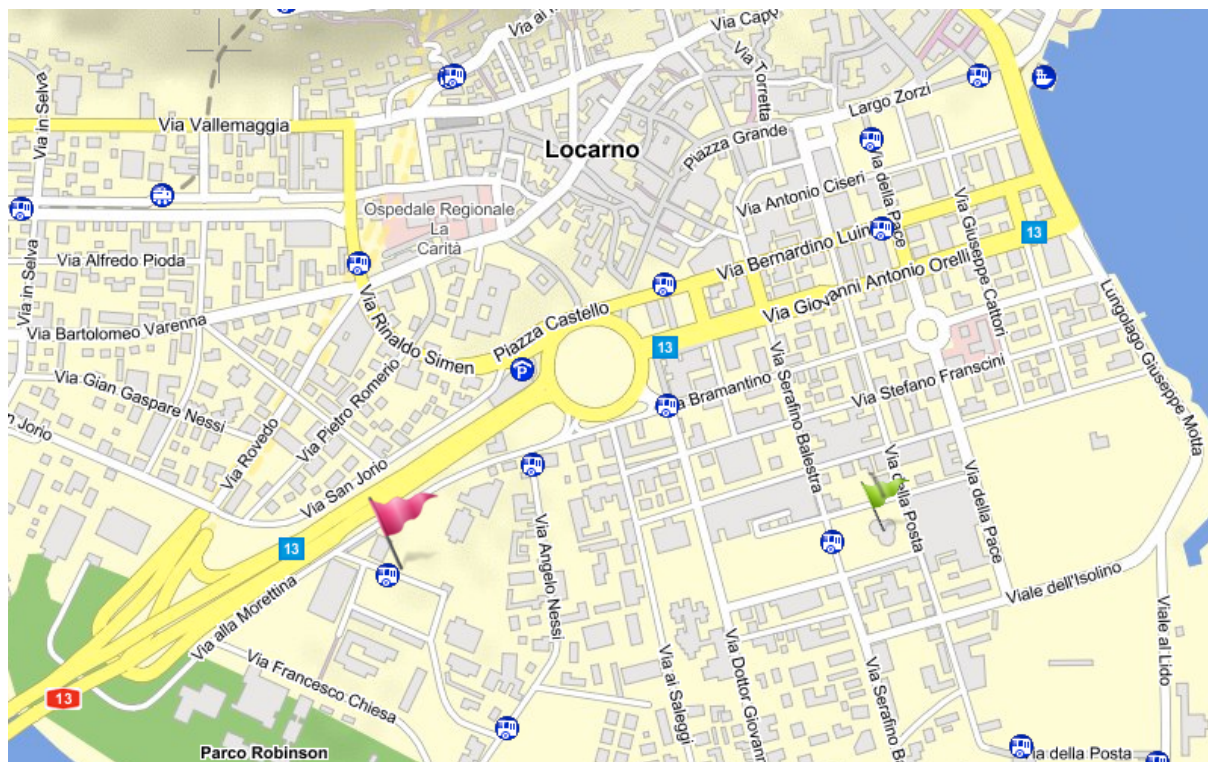 Via ai
Via Capp
Via in Selva
Via Torretta
Largo Zorzi
Via Vallemaggia
Piazza Grande
Locarno
Via della Pace
Via Antonio Ciseri
Ospedale Regionale
La
Carità
Via Giuseppe Cattori
Via Bernardino Luini
13
Via in Selva
Via Alfredo Pioda
Via Giovanni Antonio Orelli
Lungolago Giuseppe Motta
Via Bartolomeo Varenna
Via Rinaldo Simen
Piazza Castello
13
P
Via Gian Gaspare Nessi
Via Pietro Romerio
Via Bramantino
Via Stefano Franscini
Via Serafino Balestra
n Jorio
Via Rovedo
Via San Jorio
Via della Posta
Via della Pace
13
Via Angelo Nessi
Viale dell'Isolino
Via alla Morettina
Viale al Lido
Via Francesco Chiesa
Via ai Saleggi
Via Dottor Giovann
Via Serafino Ba
13
Parco Robinson
Via della Posta